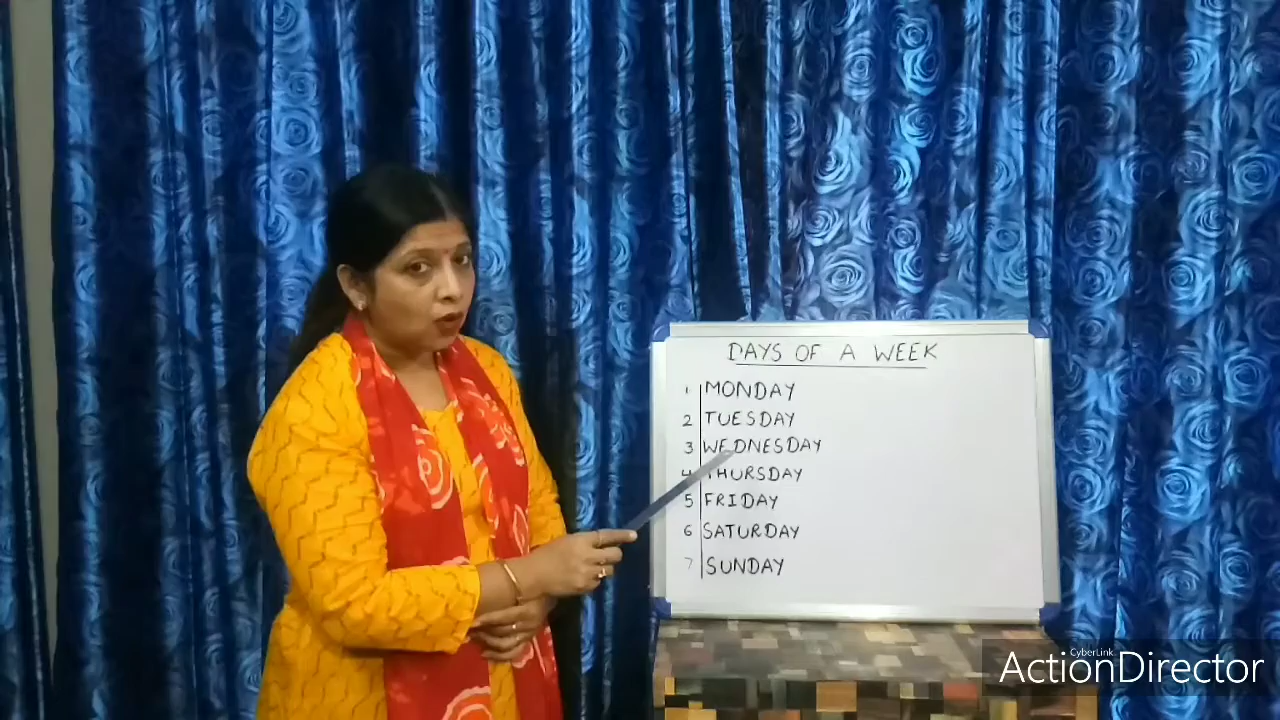 DAYS OF A WEEK
1 MONDAY
2 TUESDAY
3 WEDNESDAY
4 THURSDAY
5 FRIDAY
6 SATURDAY
7 SUNDAY
CyberLink
ActionDirector